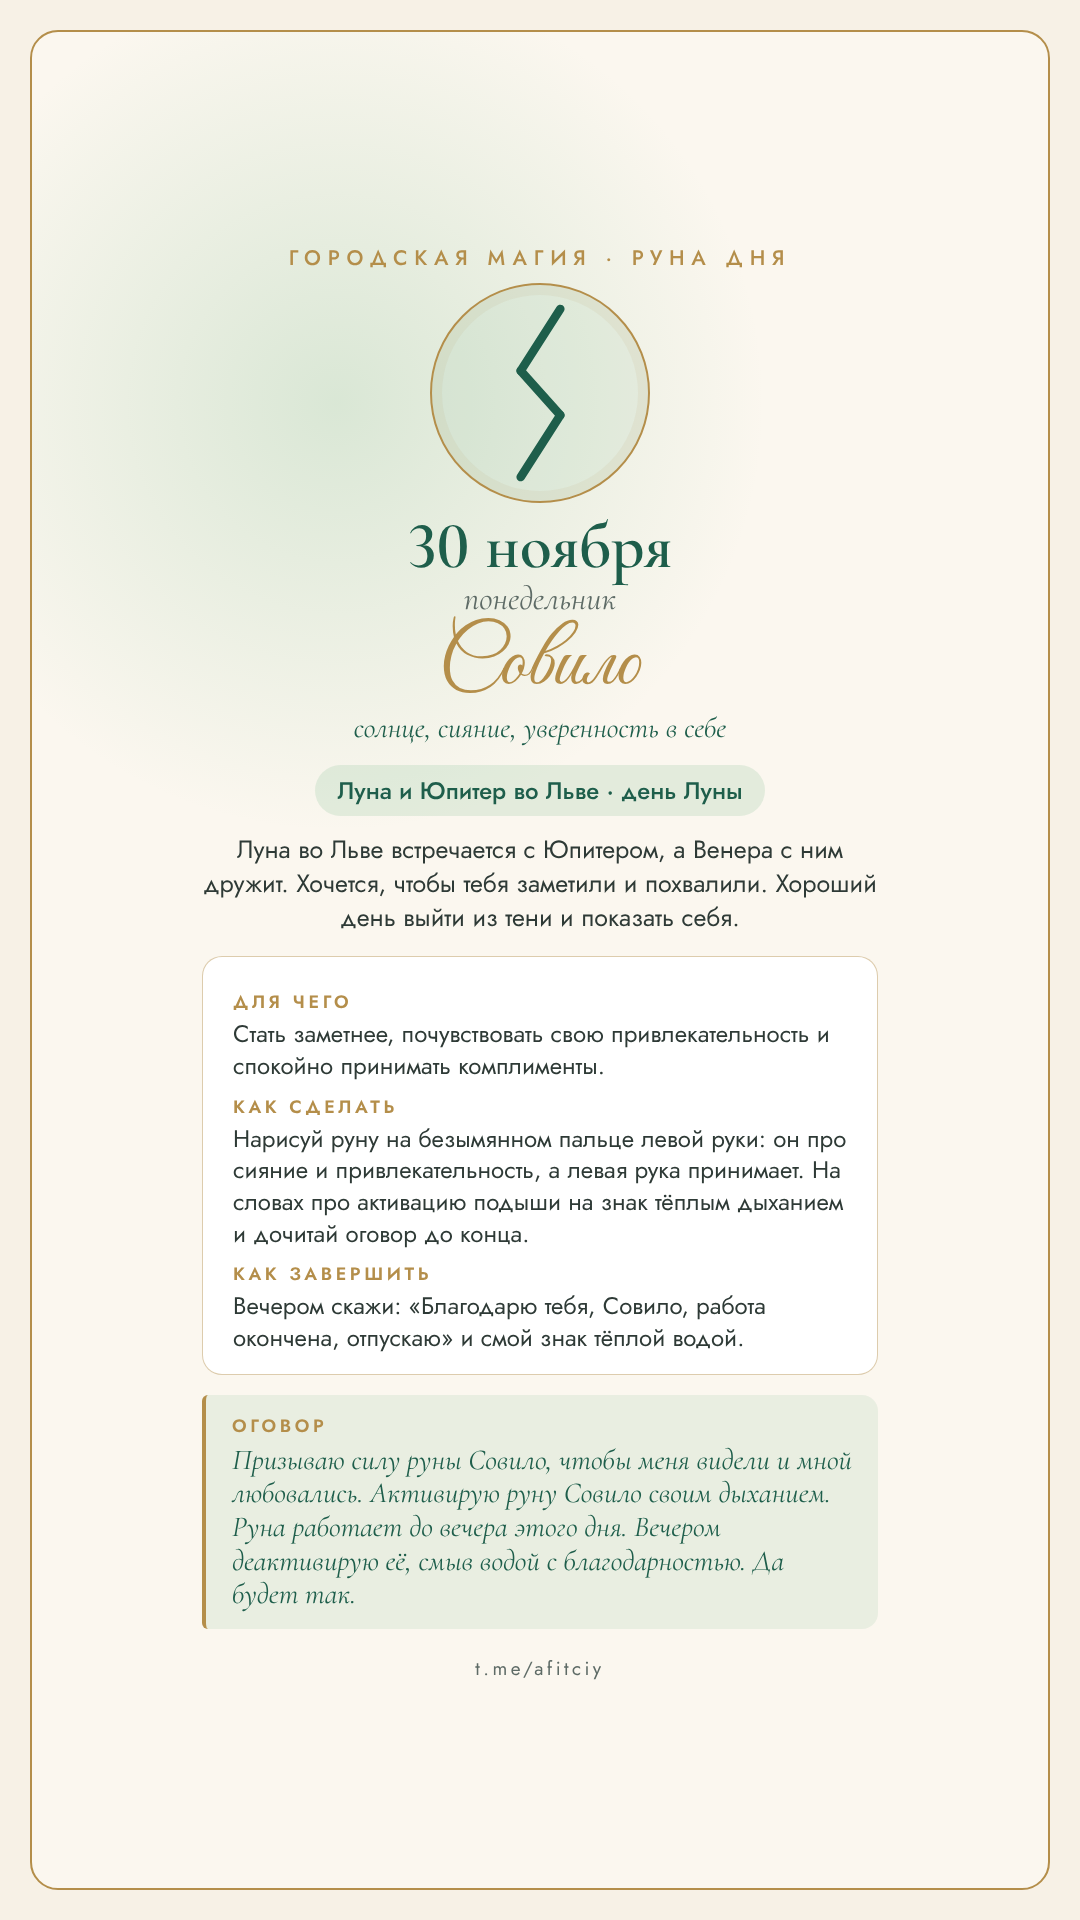 ГОРОДСКАЯ МАГИЯ · РУНА ДНЯ
30 ноября
понедельник
Совило
солнце, сияние, уверенность в себе
Луна и Юпитер во Льве · день Луны
Луна во Льве встречается с Юпитером, а Венера с ним
дружит. Хочется, чтобы тебя заметили и похвалили. Хороший
день выйти из тени и показать себя.
ДЛЯ ЧЕГО
Стать заметнее, почувствовать свою привлекательность и
спокойно принимать комплименты.
КАК СДЕЛАТЬ
Нарисуй руну на безымянном пальце левой руки: он про
сияние и привлекательность, а левая рука принимает. На
словах про активацию подыши на знак тёплым дыханием
и дочитай оговор до конца.
КАК ЗАВЕРШИТЬ
Вечером скажи: «Благодарю тебя, Совило, работа
окончена, отпускаю» и смой знак тёплой водой.
ОГОВОР
Призываю силу руны Совило, чтобы меня видели и мной
любовались. Активирую руну Совило своим дыханием.
Руна работает до вечера этого дня. Вечером
деактивирую её, смыв водой с благодарностью. Да
будет так.
t.me/afitciy